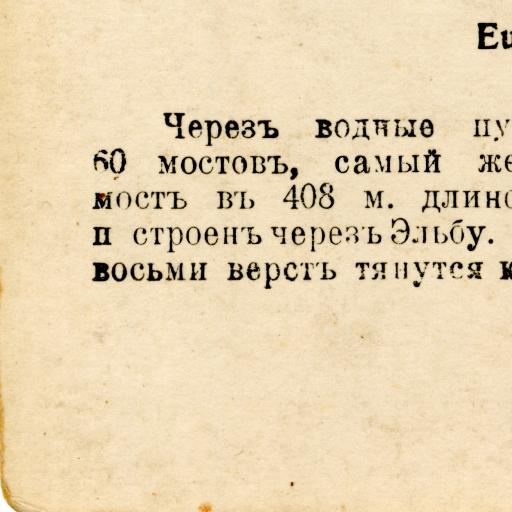 Eu
Черезъ водные пу
60 мостовъ, самый же
мостъ въ 408 м. длино
п строенъ черезъ Эльбу.
восьми верстъ тянутся к